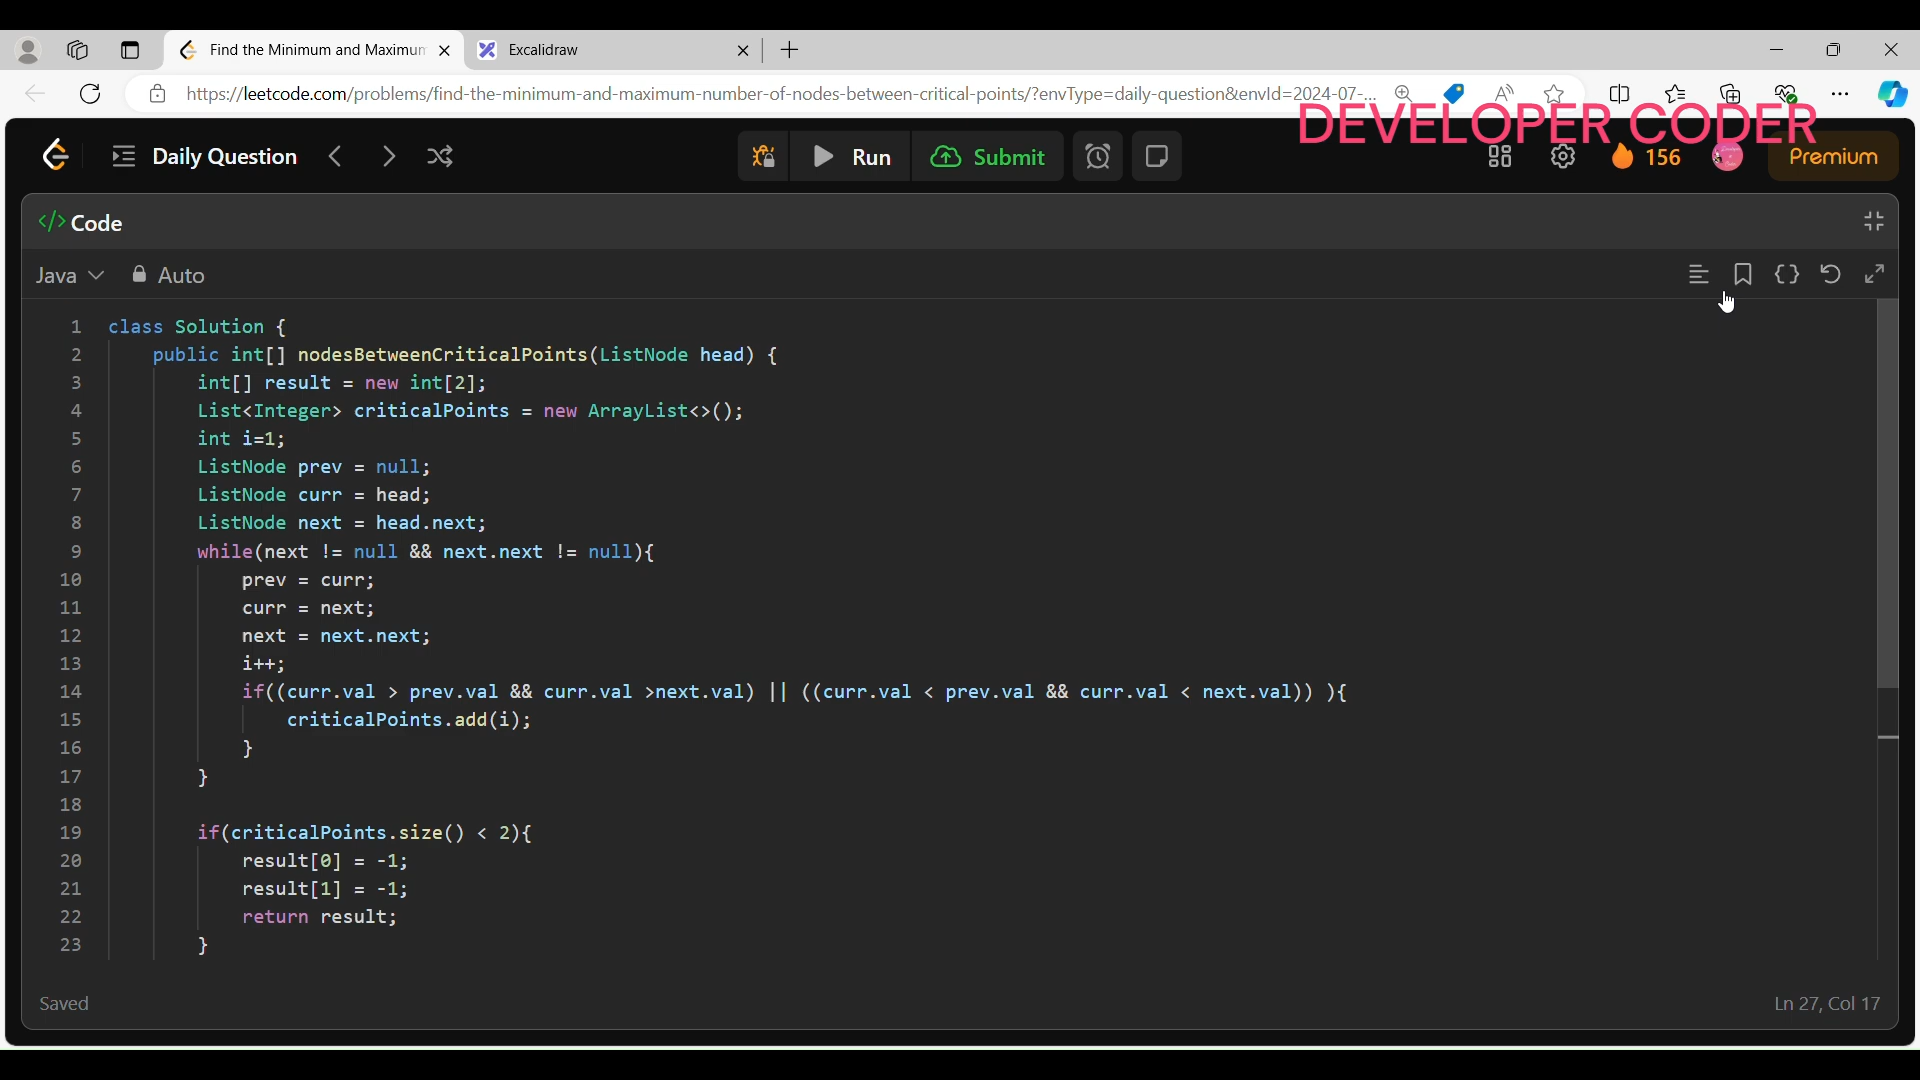 Find the Minimum and Maximum
Excalidraw
https://leetcode.com/problems/find-the-minimum-and-maximum-number-of-nodes-between-critical-points/?envType=daily-question&envId=2024-07-...
DEVELOPER CODER
Daily Question
Run
Submit
156
Premium
</> Code
Java
Auto
1 class Solution {
2 public int[] nodesBetweenCriticalPoints(ListNode head) {
3 int[] result = new int[2];
4 List<Integer> criticalPoints = new ArrayList<>();
5 int i=1;
6 ListNode prev = null;
7 ListNode curr = head;
8 ListNode next = head.next;
9 while(next != null && next.next != null){
10 prev = curr;
11 curr = next;
12 next = next.next;
13 i++;
14 if((curr.val > prev.val && curr.val >next.val) || ((curr.val < prev.val && curr.val < next.val)) ){
15 criticalPoints.add(i);
16 }
17 }
18
19 if(criticalPoints.size() < 2){
20 result[0] = -1;
21 result[1] = -1;
22 return result;
23 }
Saved
Ln 27, Col 17